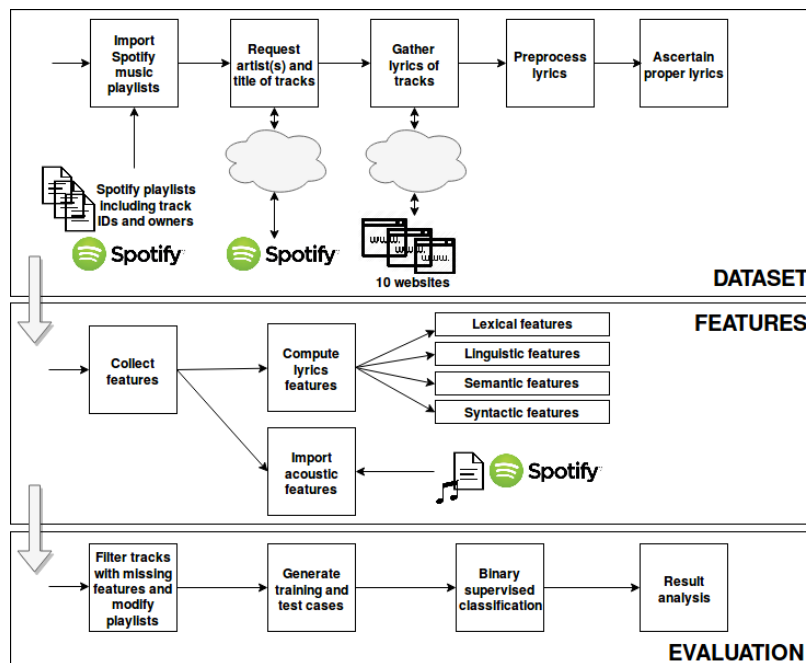 Import
Spotify
music
playlists
Request
artist(s) and
title of tracks
Gather
lyrics of
tracks
Preprocess
lyrics
Ascertain
proper lyrics
Spotify playlists
including track
IDs and owners
Spotify
Spotify
www.
www.
www.
10 websites
DATASET
FEATURES
Collect
features
Compute
lyrics
features
Lexical features
Linguistic features
Semantic features
Syntactic features
Import
acoustic
features
Spotify
Filter tracks
with missing
features and
modify
playlists
Generate
training and
test cases
Binary
supervised
classification
Result
analysis
EVALUATION